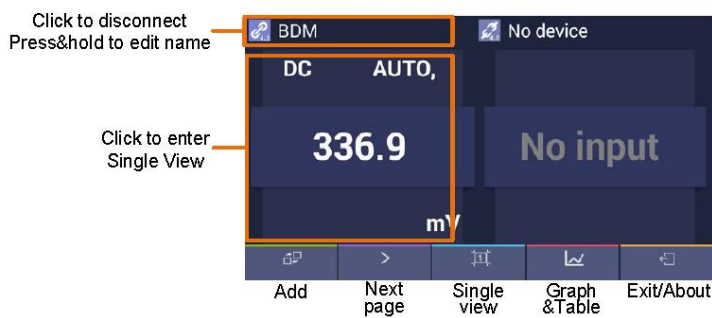 Click to disconnect
Press&hold to edit name
BDM
No device
DC AUTO,
Click to enter
Single View
336.9
No input
mV
Add
Next
page
Single
view
Graph
&Table
Exit/About